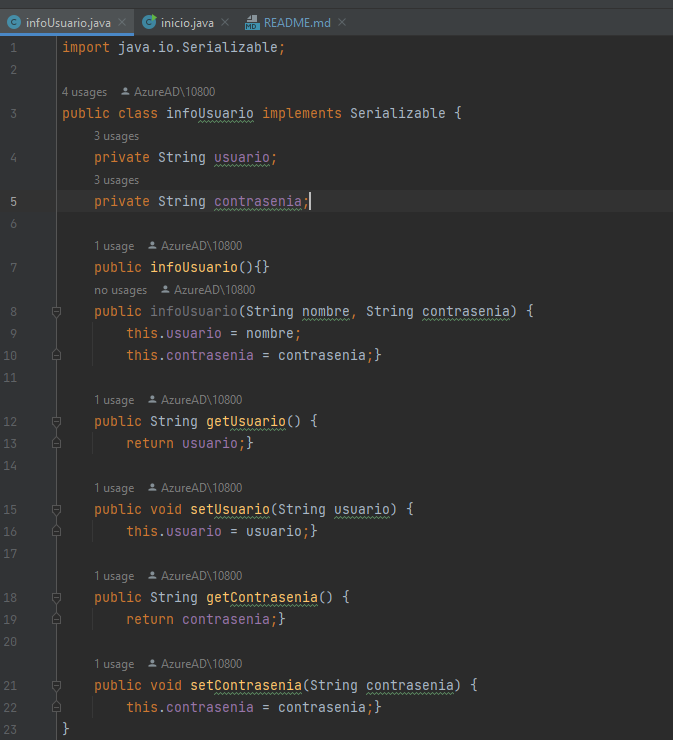 infoUsuario.java
inicio.java
README.md
1 import java.io.Serializable;
2
4 usages AzureAD\10800
3 public class infoUsuario implements Serializable {
3 usages
4 private String usuario;
3 usages
5 private String contrasenia;
6
1 usage AzureAD\10800
7 public infoUsuario(){}
no usages AzureAD\10800
8 public infoUsuario(String nombre, String contrasenia) {
9 this.usuario = nombre;
10 this.contrasenia = contrasenia;}
11
1 usage AzureAD\10800
12 public String getUsuario() {
13 return usuario;}
14
1 usage AzureAD\10800
15 public void setUsuario(String usuario) {
16 this.usuario = usuario;}
17
1 usage AzureAD\10800
18 public String getContrasenia() {
19 return contrasenia;}
20
1 usage AzureAD\10800
21 public void setContrasenia(String contrasenia) {
22 this.contrasenia = contrasenia;}
23 }